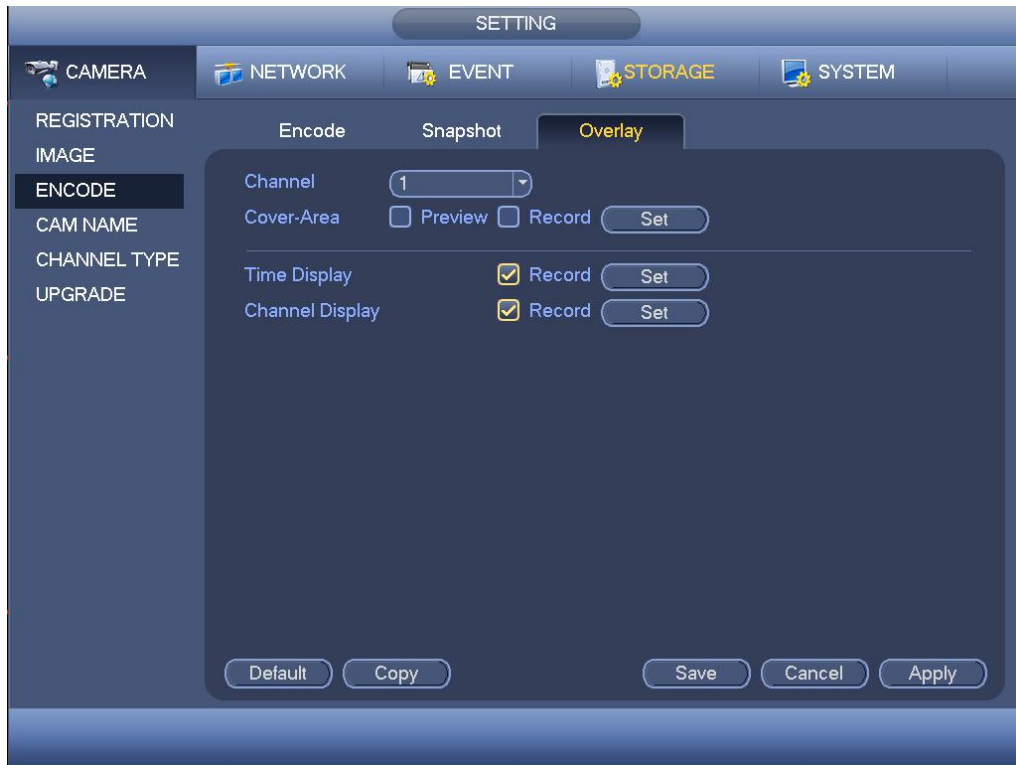 SETTING
CAMERA NETWORK EVENT STORAGE SYSTEM
REGISTRATION
IMAGE
ENCODE
CAM NAME
CHANNEL TYPE
UPGRADE
Encode Snapshot Overlay
Channel 1
Cover-Area Preview Record Set
Time Display Record Set
Channel Display Record Set
Default Copy Save Cancel Apply